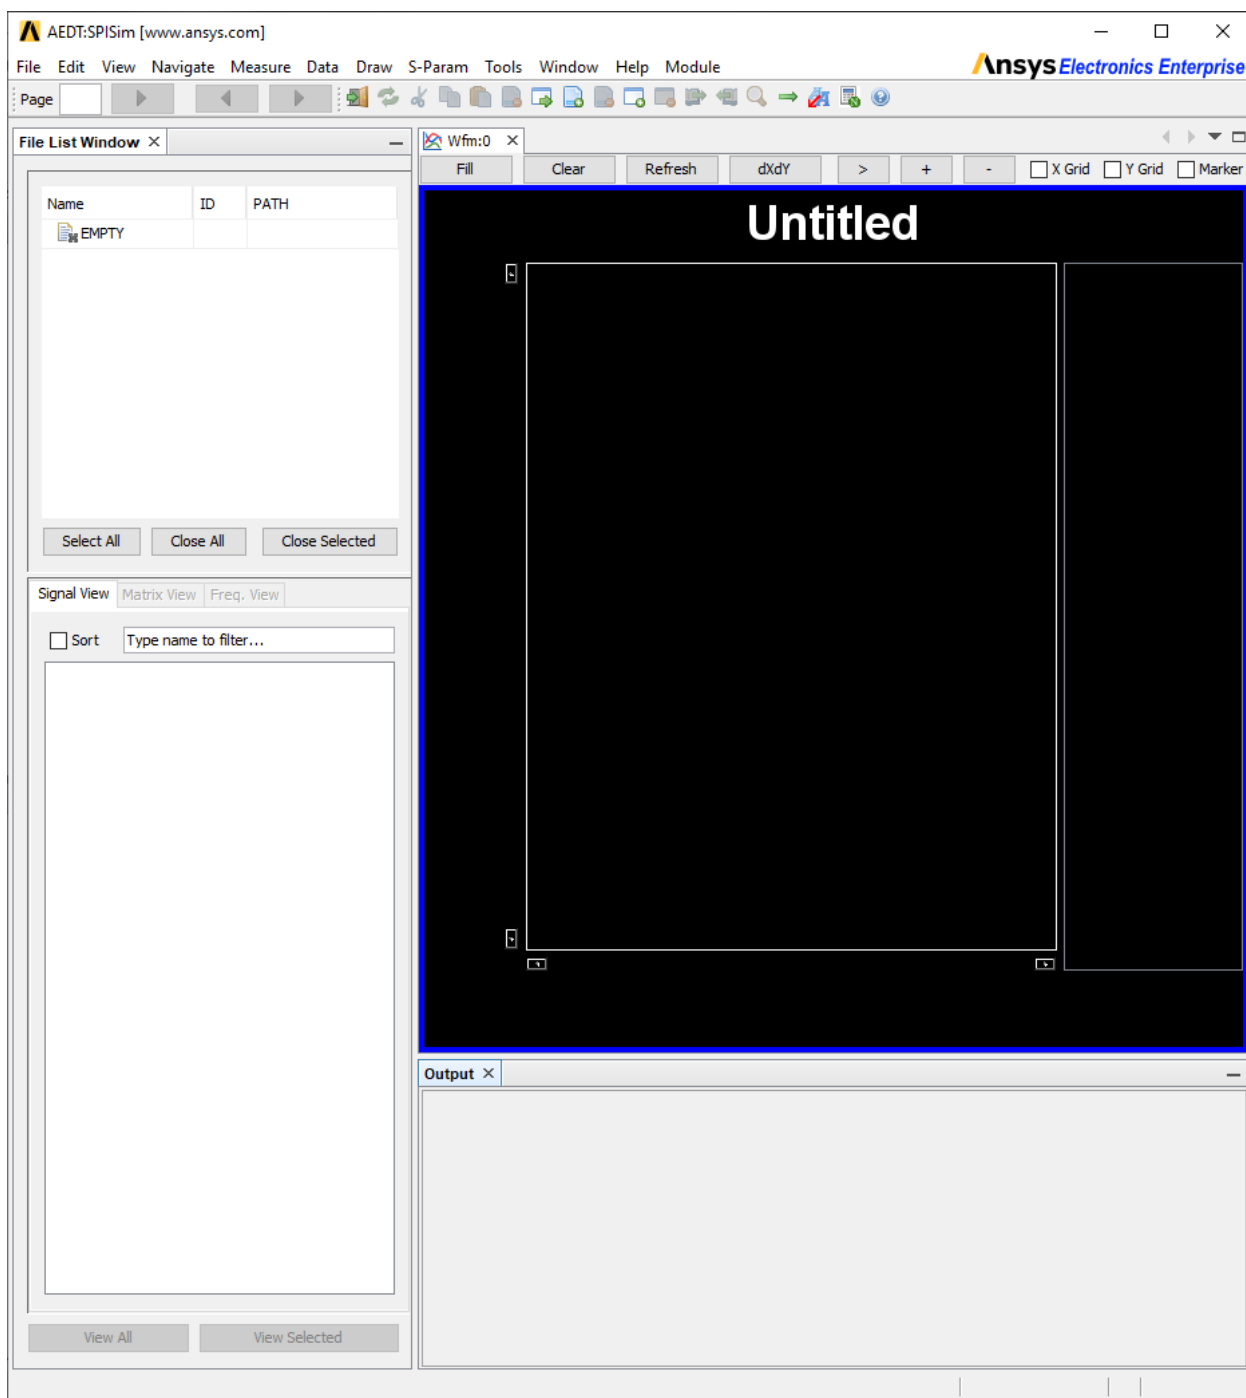 AEDT:SPISim [www.ansys.com]
File Edit View Navigate Measure Data Draw S-Param Tools Window Help Module
Ansys Electronics Enterprise
Page
File List Window
Wfm:0
Fill Clear Refresh dXdY > + - X Grid Y Grid Marker
Name ID PATH
EMPTY
Untitled
Select All Close All Close Selected
Signal View Matrix View Freq. View
Sort Type name to filter...
View All View Selected
Output